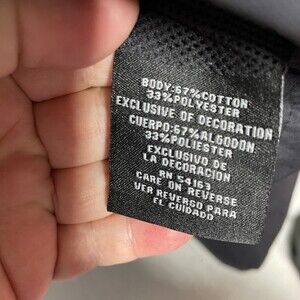 BODY:67%COTTON
33%POLYESTER
EXCLUSIVE OF DECORATION
CUERPO:67%ALGODON
33%POLIESTER
EXCLUSIVO DE
LA DECORACION
RN 54163
CARE ON REVERSE
VER REVERSO PARA
EL CUIDADO